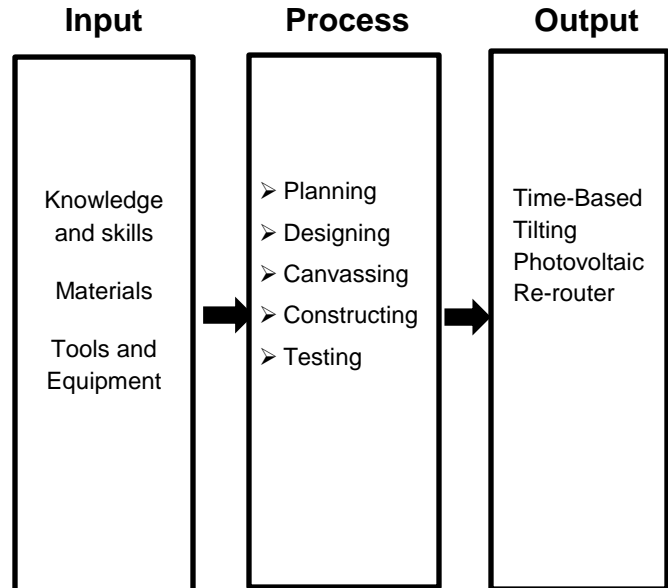 Input
Process
Output
Knowledge
and skills
Materials
Tools and
Equipment
➢ Planning
➢ Designing
➢ Canvassing
➢ Constructing
➢ Testing
Time-Based
Tilting
Photovoltaic
Re-router